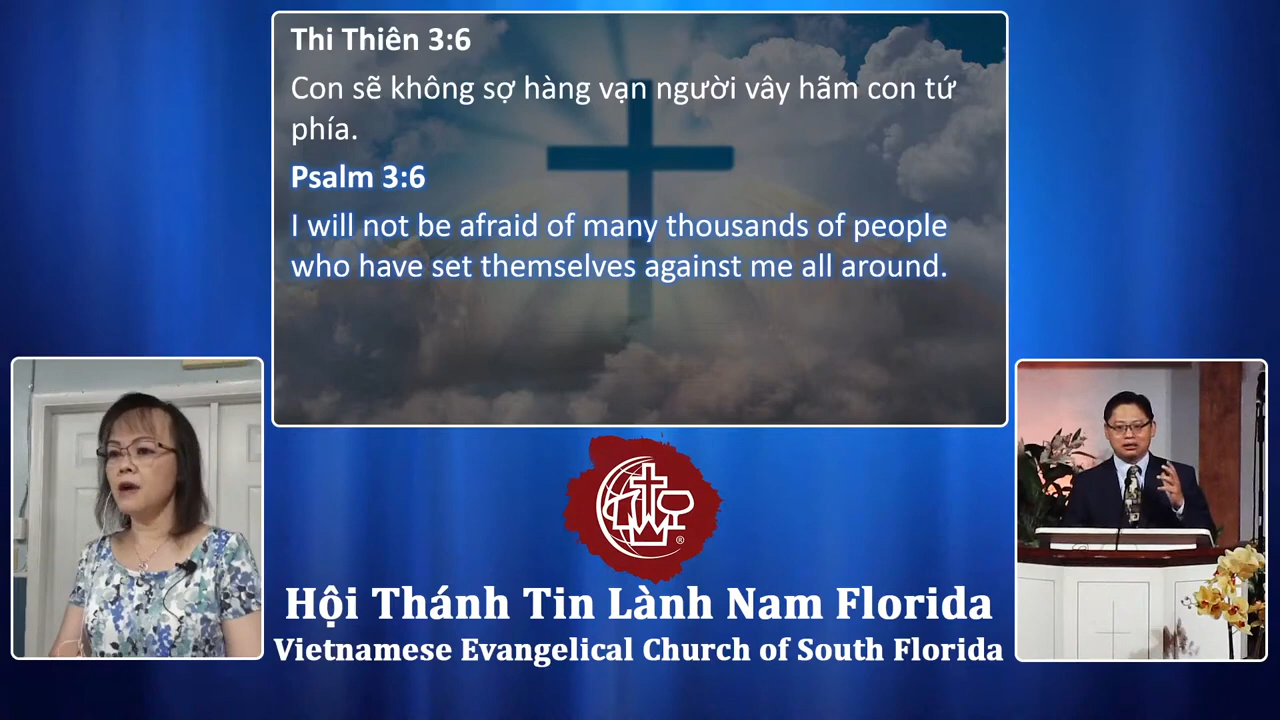 Thi Thiên 3:6
Con sẽ không sợ hàng vạn người vây hãm con tứ
phía.
Psalm 3:6
I will not be afraid of many thousands of people
who have set themselves against me all around.
®
Hội Thánh Tin Lành Nam Florida
Vietnamese Evangelical Church of South Florida